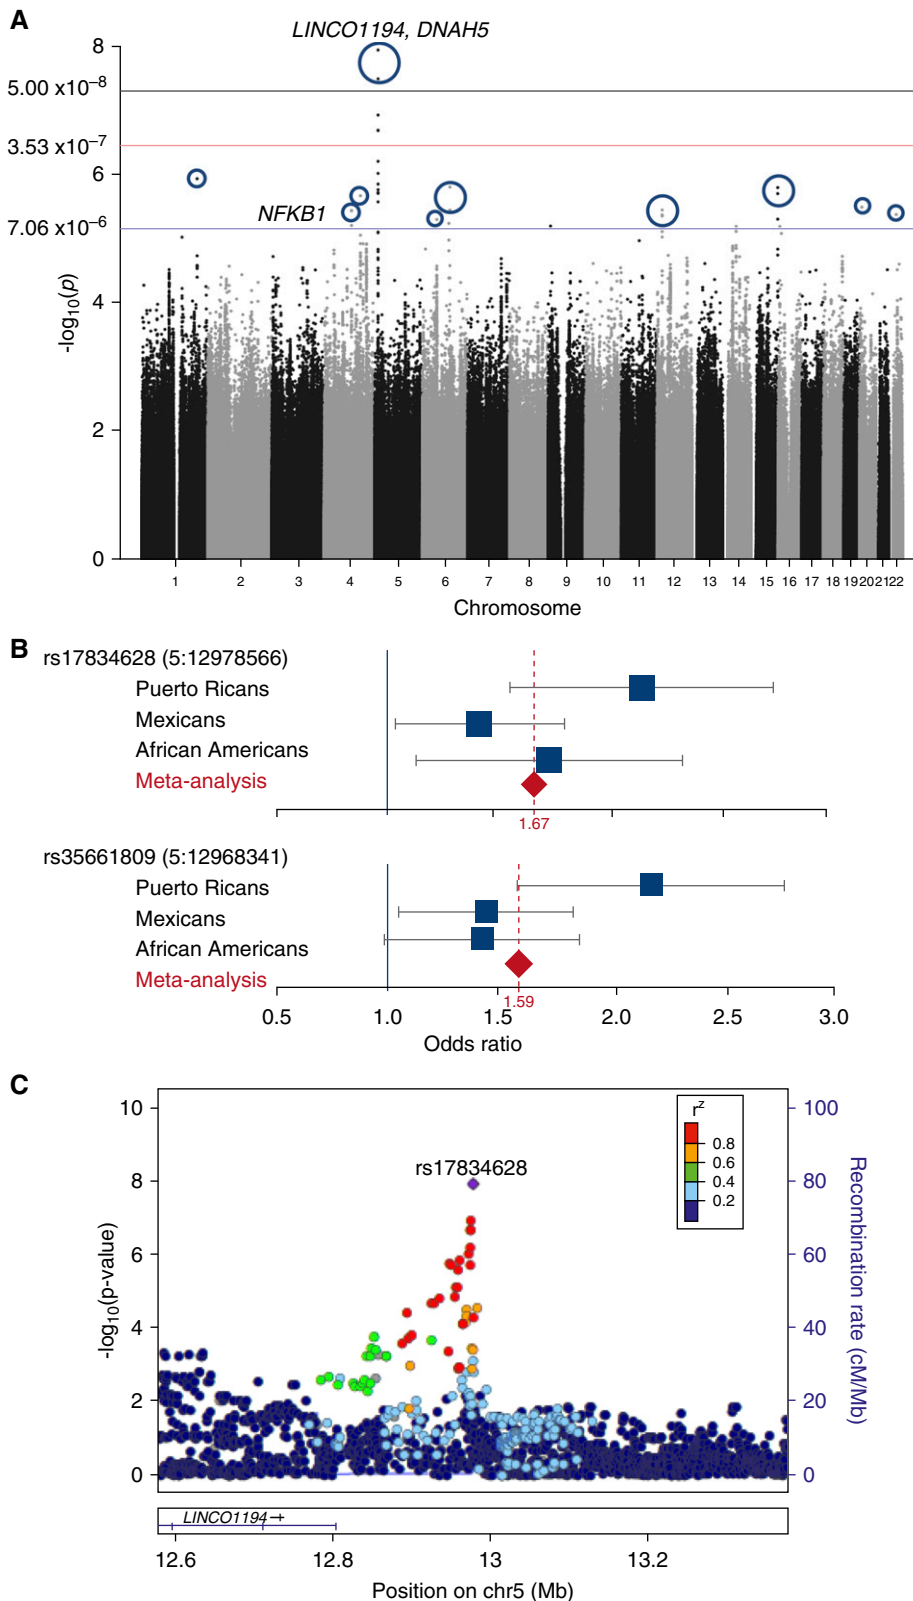 A
LINCO1194, DNAH5
8
5.00 x10–8
3.53 x10–7
6
NFKB1
7.06 x10–6
4
2
0
-log10(p)
1 2 3 4 5 6 7 8 9 10 11 12 13 14 15 16 17 18 19 20 21 22
Chromosome
B
rs17834628 (5:12978566)
Puerto Ricans
Mexicans
African Americans
Meta-analysis
1.67
rs35661809 (5:12968341)
Puerto Ricans
Mexicans
African Americans
Meta-analysis
1.59
0.5 1.0 1.5 2.0 2.5 3.0
Odds ratio
C
10
8
6
4
2
0
-log10(p-value)
rs17834628
rz
0.8
0.6
0.4
0.2
100
80
60
40
20
0
Recombination rate (cM/Mb)
LINCO1194
12.6 12.8 13 13.2
Position on chr5 (Mb)